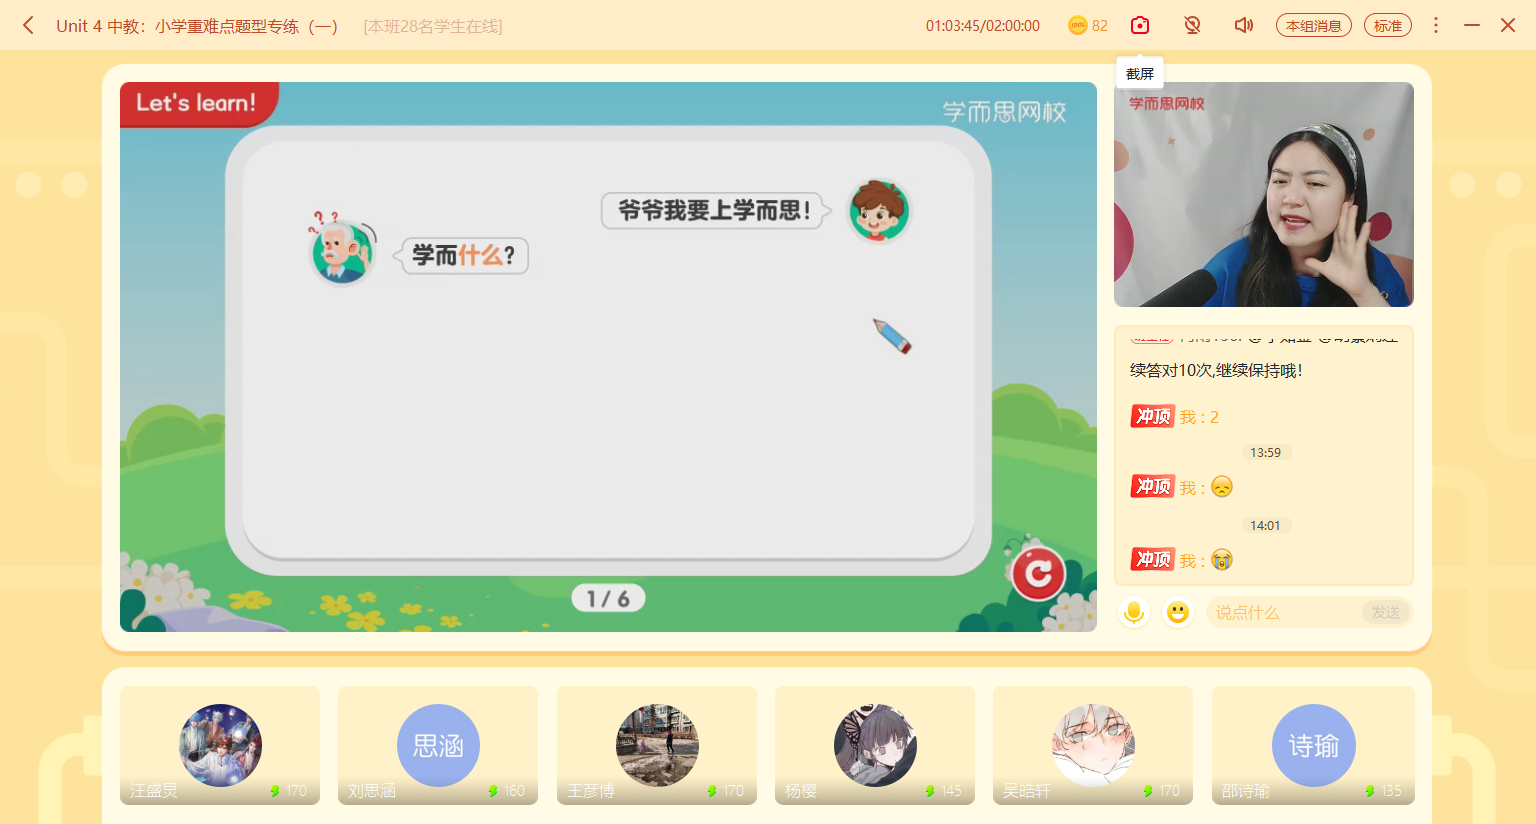 Unit 4 中教：小学重难点题型专练（一） [本班28名学生在线] 01:03:45/02:00:00 82 本组消息 标准
截屏
Let's learn!
学而思网校
学而思网校
爷爷我要上学而思！
学而什么？
1 / 6
续答对10次,继续保持哦!
冲顶 我 : 2
13:59
冲顶 我 :
14:01
冲顶 我 :
说点什么 发送
思涵
诗瑜
汪盛炅 170
刘思涵 160
王彦博 170
杨樱 145
吴皓轩 170
邵诗瑜 135